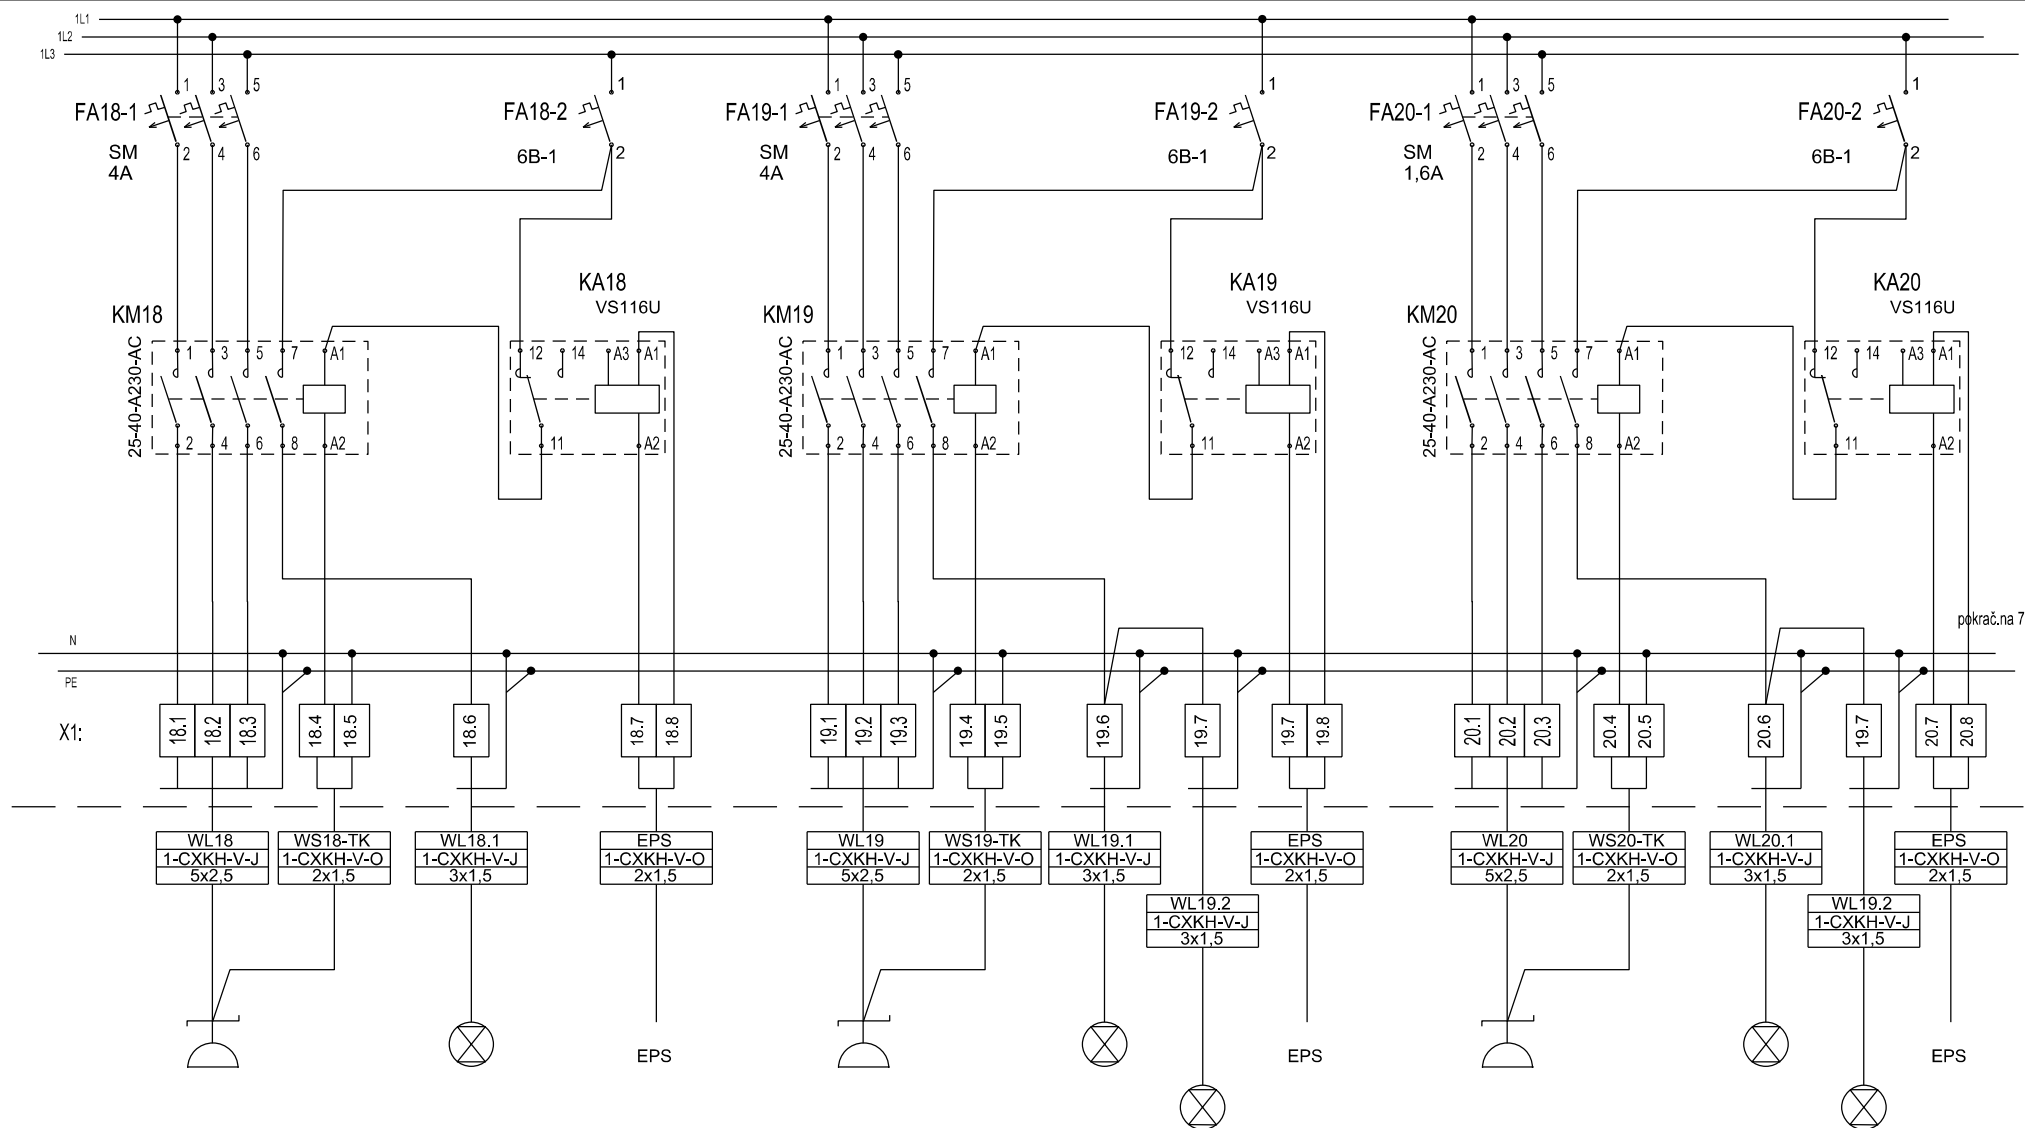 1L1
1L2
1L3
1 3 5
FA18-1
SM
4A
2 4 6
1
FA18-2
6B-1
2
1 3 5
FA19-1
SM
4A
2 4 6
1
FA19-2
6B-1
2
1 3 5
FA20-1
SM
1,6A
2 4 6
1
FA20-2
6B-1
2
KM18
25-40-A230-AC
1 3 5 7 A1
2 4 6 8 A2
KA18
VS116U
12 14 A3 A1
11 A2
KM19
25-40-A230-AC
1 3 5 7 A1
2 4 6 8 A2
KA19
VS116U
12 14 A3 A1
11 A2
KM20
25-40-A230-AC
1 3 5 7 A1
2 4 6 8 A2
KA20
VS116U
12 14 A3 A1
11 A2
pokrač.na 7
N
PE
X1:
18.1 18.2 18.3 18.4 18.5 18.6 18.7 18.8 19.1 19.2 19.3 19.4 19.5 19.6 19.7 19.7 19.8 20.1 20.2 20.3 20.4 20.5 20.6 19.7 20.7 20.8
WL18
1-CXKH-V-J
5x2,5
WS18-TK
1-CXKH-V-O
2x1,5
WL18.1
1-CXKH-V-J
3x1,5
EPS
1-CXKH-V-O
2x1,5
WL19
1-CXKH-V-J
5x2,5
WS19-TK
1-CXKH-V-O
2x1,5
WL19.1
1-CXKH-V-J
3x1,5
WL19.2
1-CXKH-V-J
3x1,5
EPS
1-CXKH-V-O
2x1,5
WL20
1-CXKH-V-J
5x2,5
WS20-TK
1-CXKH-V-O
2x1,5
WL20.1
1-CXKH-V-J
3x1,5
WL19.2
1-CXKH-V-J
3x1,5
EPS
1-CXKH-V-O
2x1,5
EPS
EPS
EPS